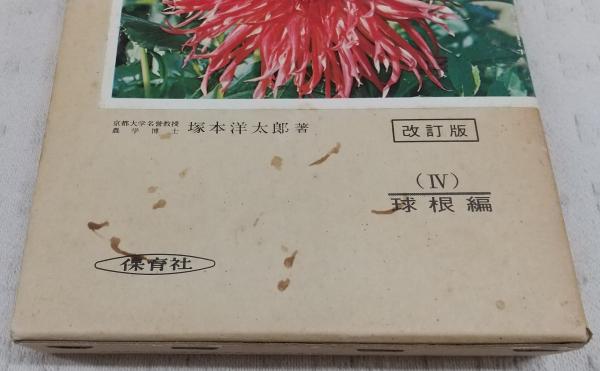 京都大学名誉教授
農学博士 塚本洋太郎著
改訂版
(Ⅳ)
球根編
保育社